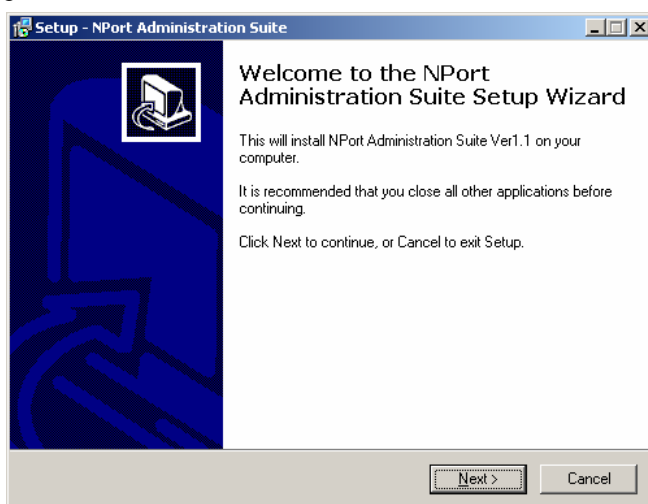 Setup - NPort Administration Suite
Welcome to the NPort
Administration Suite Setup Wizard
This will install NPort Administration Suite Ver1.1 on your
computer.
It is recommended that you close all other applications before
continuing.
Click Next to continue, or Cancel to exit Setup.
Next >
Cancel